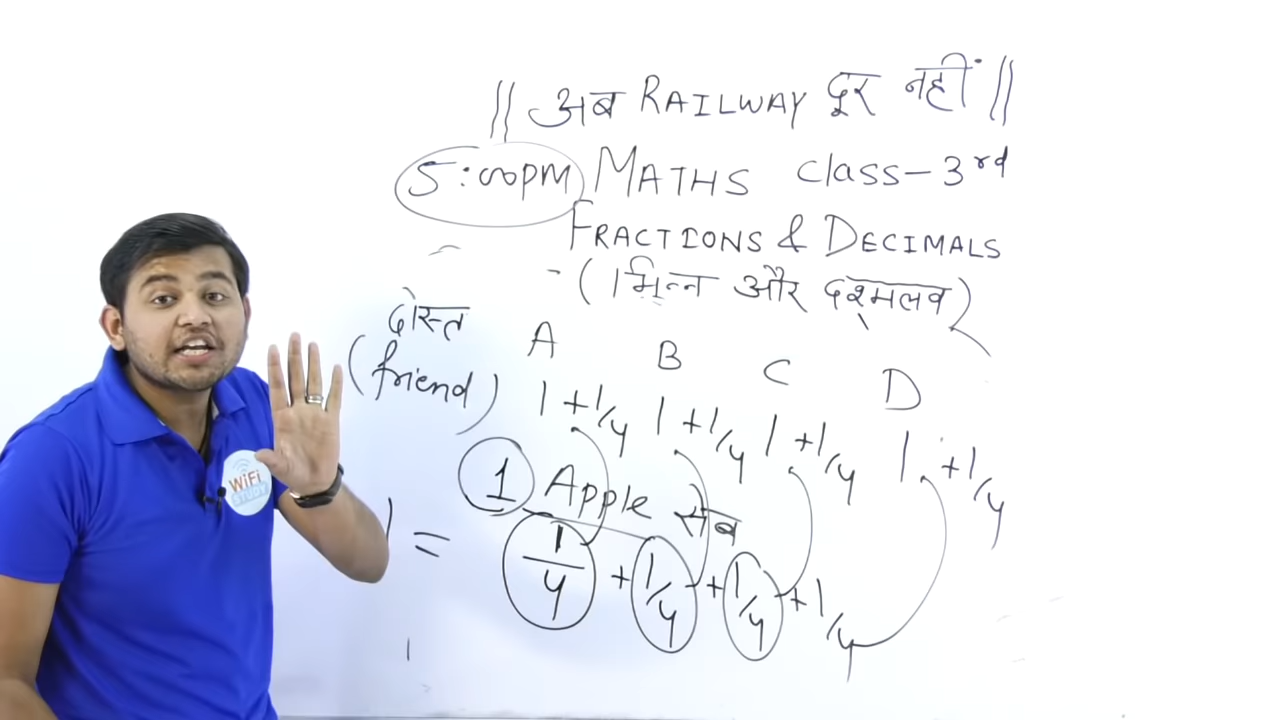 || अब RAILWAY दूर नहीं ||
5:00PM MATHS class-3rd
FRACTIONS & DECIMALS
(भिन्न और दशमलव)
दोस्त
(friend)
A B C D
1+1/4 1+1/4 1+1/4 1+1/4
1 Apple सेब
1 = 1/4 + 1/4 + 1/4 + 1/4
WiFi
STUDY